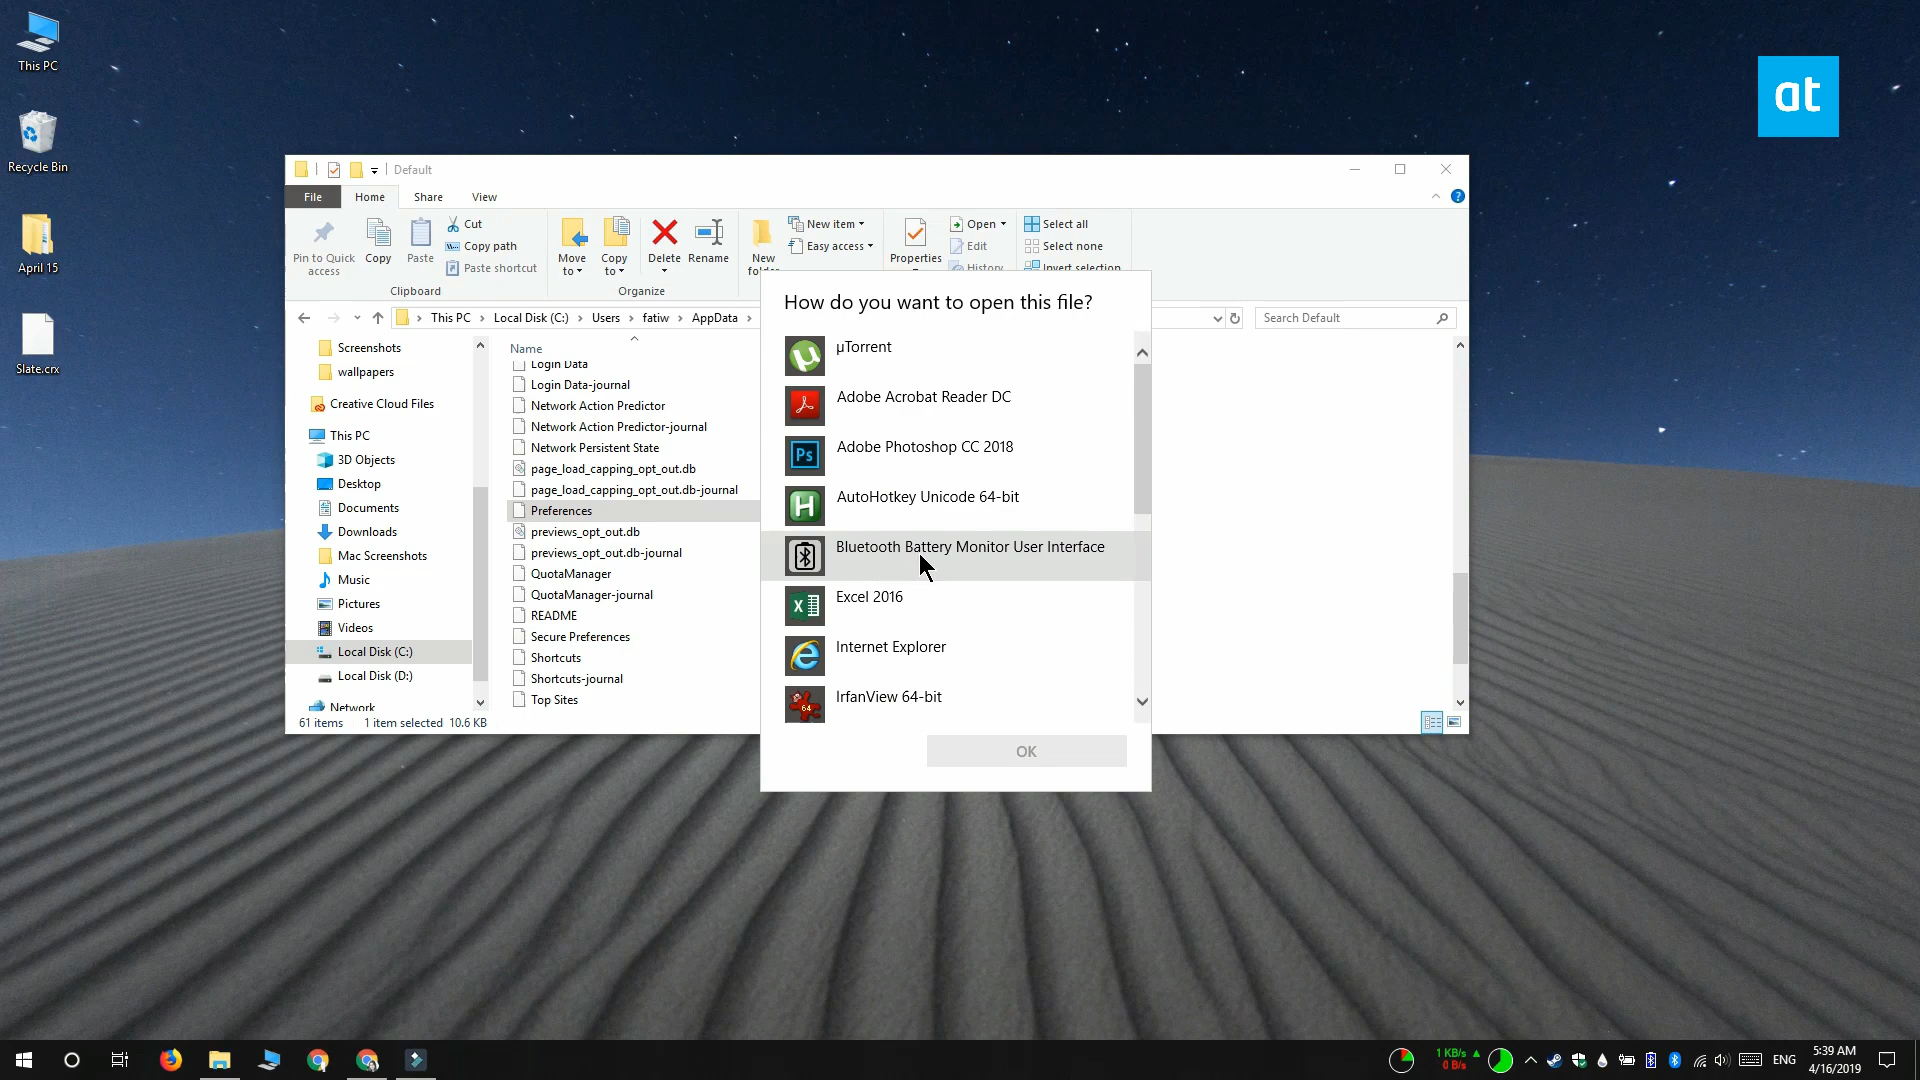 This PC
Recycle Bin
April 15
Slate.crx
at
Default
File Home Share View
Pin to Quick access
Copy
Paste
Cut
Copy path
Paste shortcut
Clipboard
Move to
Copy to
Delete
Rename
Organize
New
New item
Easy access
Properties
Open
Edit
History
Select all
Select none
Invert selection
This PC Local Disk (C:) Users fatiw AppData
Search Default
Screenshots
wallpapers
Creative Cloud Files
This PC
3D Objects
Desktop
Documents
Downloads
Mac Screenshots
Music
Pictures
Videos
Local Disk (C:)
Local Disk (D:)
Network
Name
Login Data
Login Data-journal
Network Action Predictor
Network Action Predictor-journal
Network Persistent State
page_load_capping_opt_out.db
page_load_capping_opt_out.db-journal
Preferences
previews_opt_out.db
previews_opt_out.db-journal
QuotaManager
QuotaManager-journal
README
Secure Preferences
Shortcuts
Shortcuts-journal
Top Sites
61 items 1 item selected 10.6 KB
How do you want to open this file?
µTorrent
Adobe Acrobat Reader DC
Ps Adobe Photoshop CC 2018
H AutoHotkey Unicode 64-bit
Bluetooth Battery Monitor User Interface
Excel 2016
Internet Explorer
64 IrfanView 64-bit
OK
1 KB/s
0 B/s
ENG
5:39 AM
4/16/2019